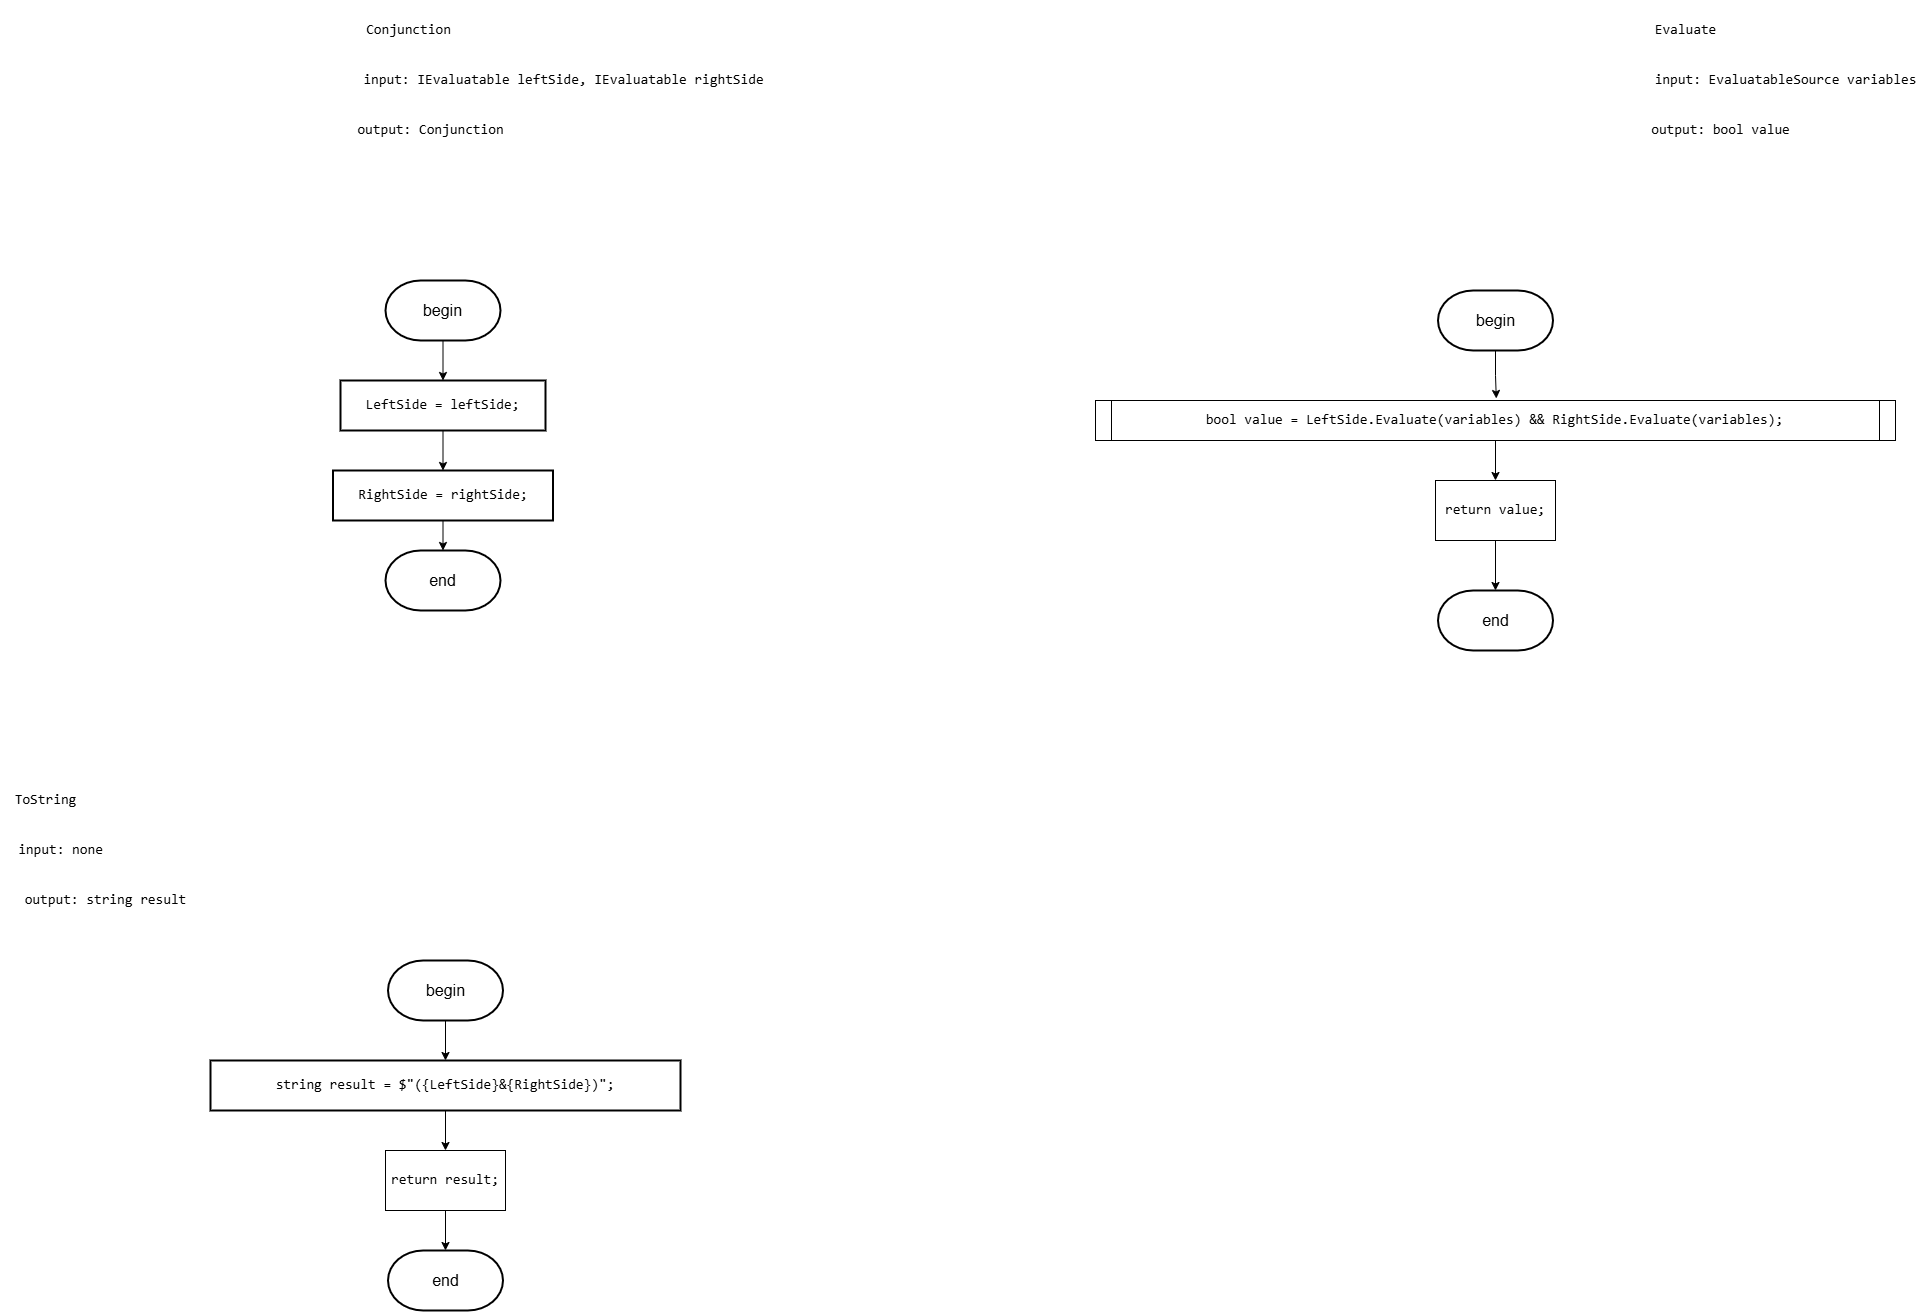 Conjunction
input: IEvaluatable leftSide, IEvaluatable rightSide
output: Conjunction
begin
LeftSide = leftSide;
RightSide = rightSide;
end
Evaluate
input: EvaluatableSource variables
output: bool value
begin
bool value = LeftSide.Evaluate(variables) && RightSide.Evaluate(variables);
return value;
end
ToString
input: none
output: string result
begin
string result = $"({LeftSide}&{RightSide})";
return result;
end